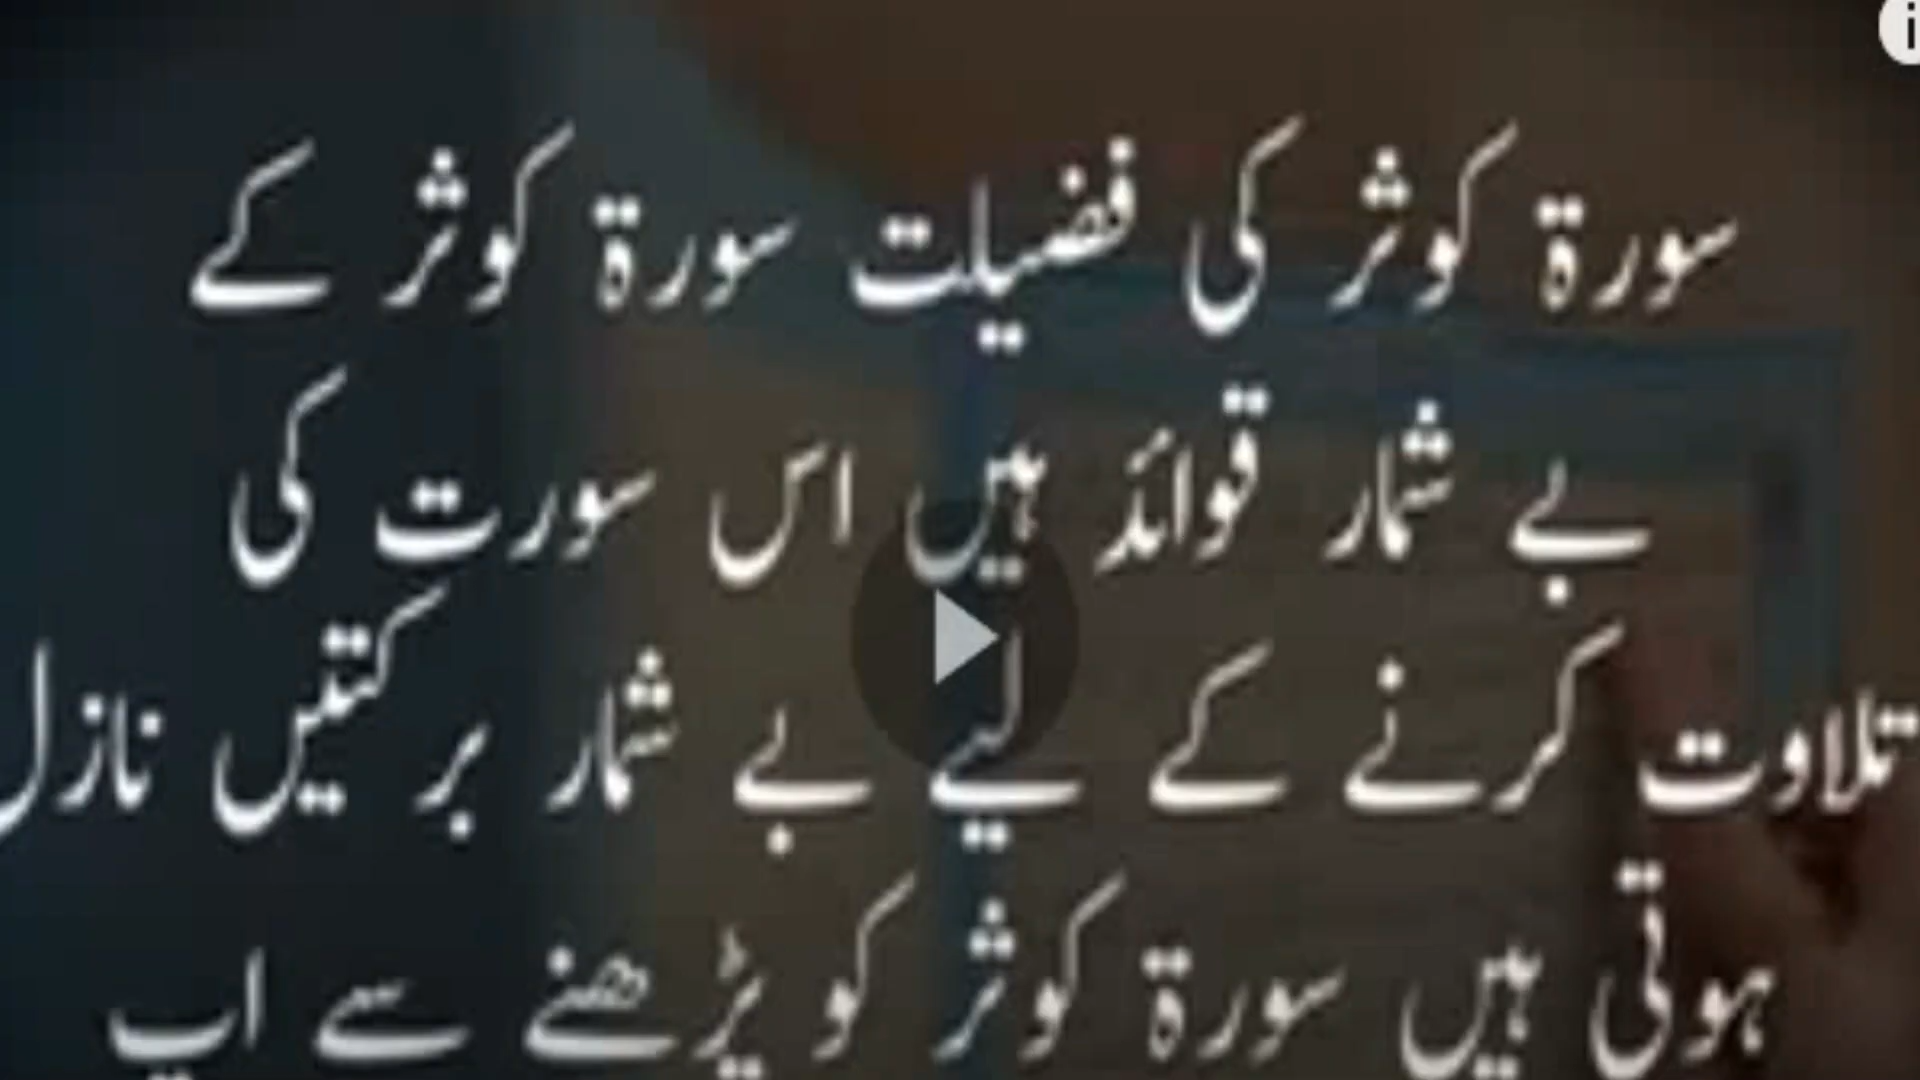 سورۃ کوثر کی فضیلت سورۃ کوثر کے
بے شمار قوائد ہیں اس سورت کی
تلاوت کرنے کے لیے بے شمار برکتیں نازل
ہوتی ہیں سورۃ کوثر کو پڑھنے سے اپ